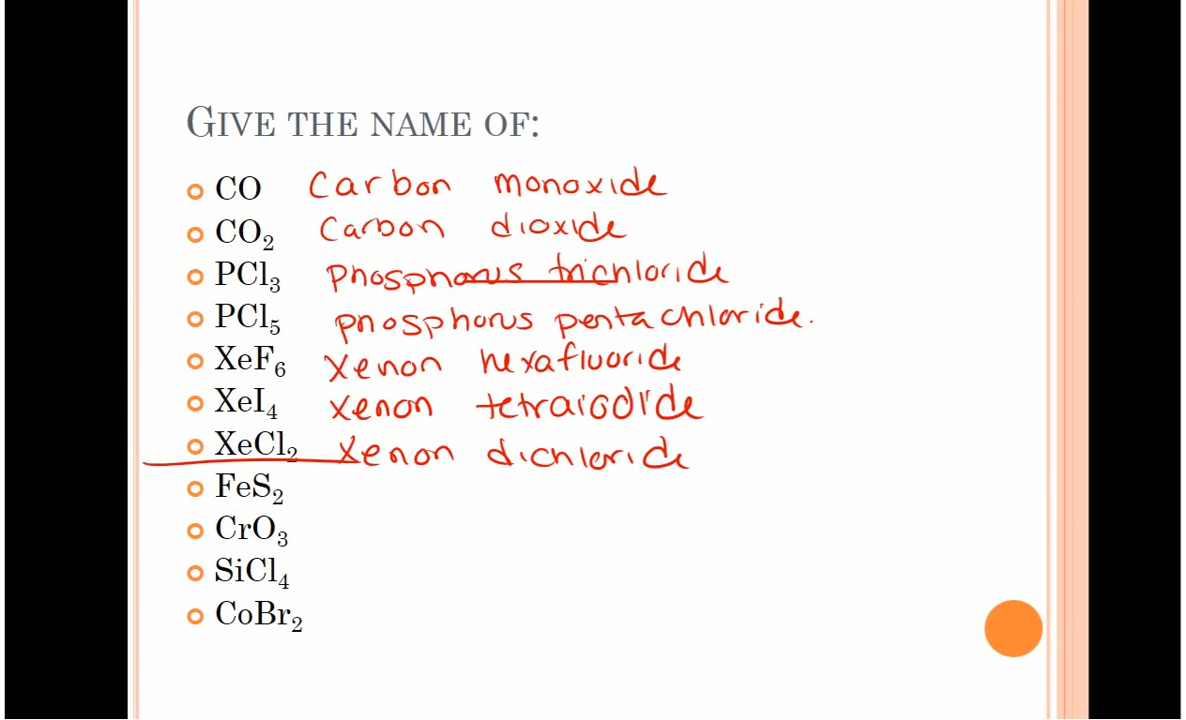 GIVE THE NAME OF:
CO Carbon monoxide
CO₂ Carbon dioxide
PCl₃ Phosphorus trichloride
PCl₅ phosphorus pentachloride.
XeF₆ Xenon hexafluoride
XeI₄ Xenon tetraiodide
XeCl₂ Xenon dichloride
FeS₂
CrO₃
SiCl₄
CoBr₂